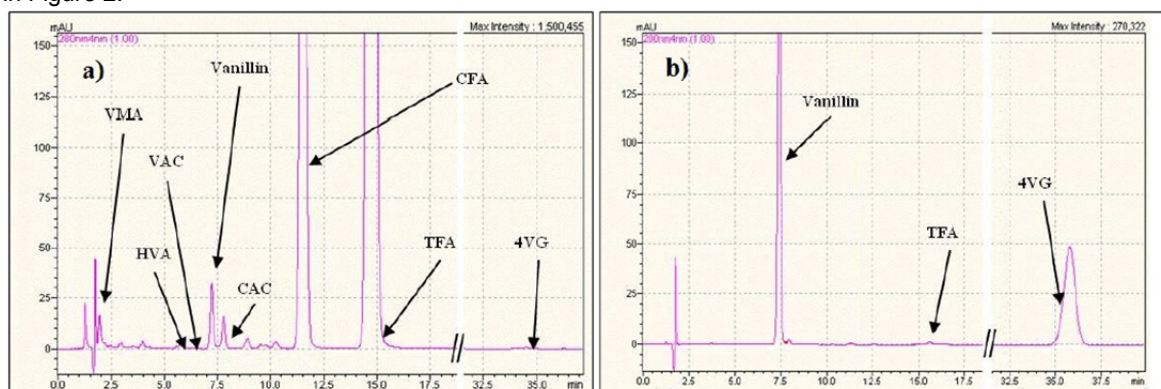 in Figure 2.
mAU
Max Intensity : 1,500,455
280nm4nm (1.00)
a)
150
125
100
75
50
25
0
VMA
VAC
HVA
Vanillin
CAC
CFA
TFA
4VG
0.0 2.5 5.0 7.5 10.0 12.5 15.0 17.5 32.5 35.0 min
mAU
Max Intensity : 270,322
280nm4nm (1.00)
b)
150
125
100
75
50
25
0
Vanillin
TFA
4VG
0.0 2.5 5.0 7.5 10.0 12.5 15.0 17.5 32.5 35.0 37.5 min